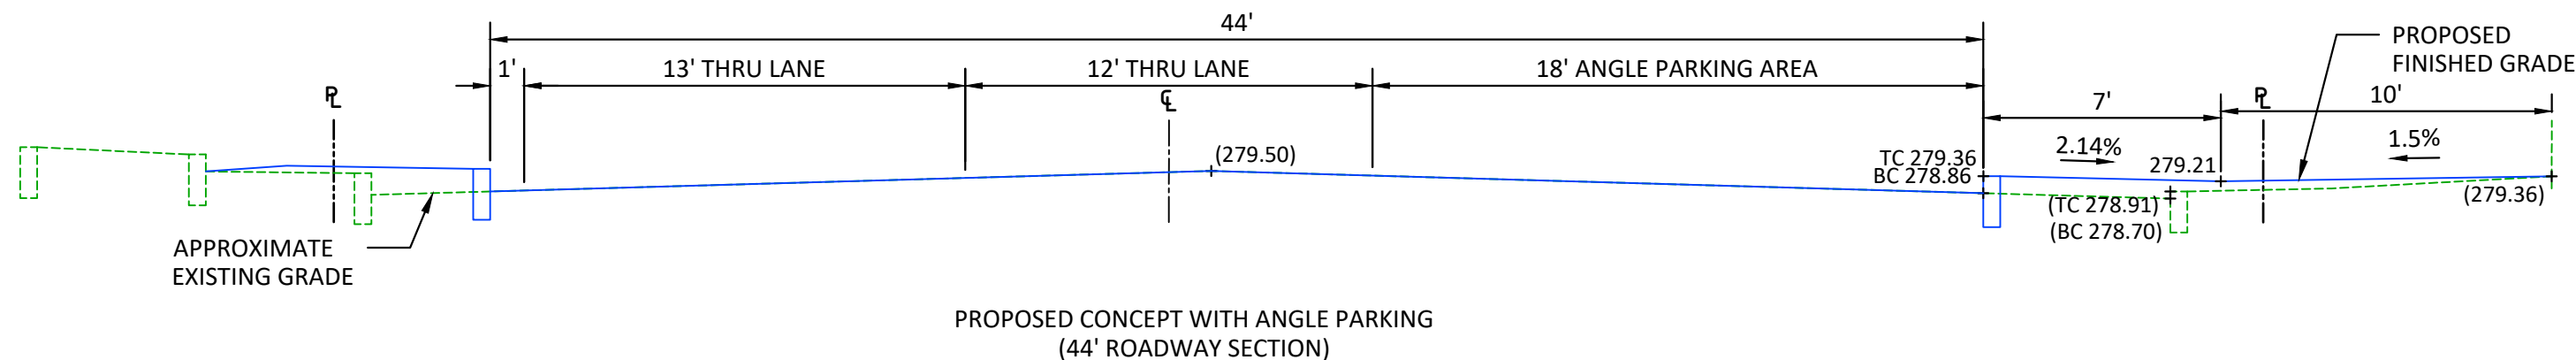 44'
1'
13' THRU LANE
12' THRU LANE
18' ANGLE PARKING AREA
PROPOSED
FINISHED GRADE
PL
CL
7'
PL
10'
(279.50)
TC 279.36
BC 278.86
2.14%
279.21
1.5%
(279.36)
(TC 278.91)
(BC 278.70)
APPROXIMATE
EXISTING GRADE
PROPOSED CONCEPT WITH ANGLE PARKING
(44' ROADWAY SECTION)